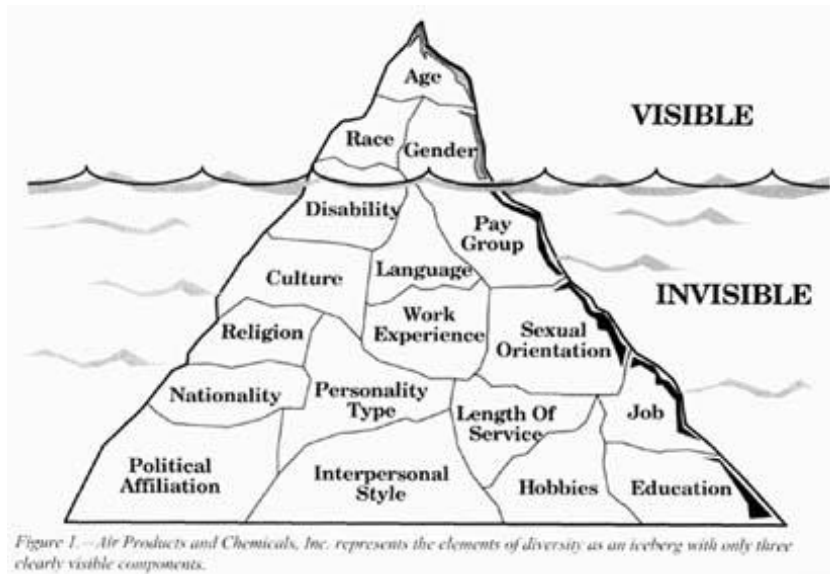 Age
VISIBLE
Race
Gender
Disability
Pay
Group
Culture
Language
INVISIBLE
Religion
Work
Experience
Sexual
Orientation
Nationality
Personality
Type
Length Of
Service
Job
Political
Affiliation
Interpersonal
Style
Hobbies
Education
Figure 1.—Air Products and Chemicals, Inc. represents the elements of diversity as an iceberg with only three
clearly visible components.